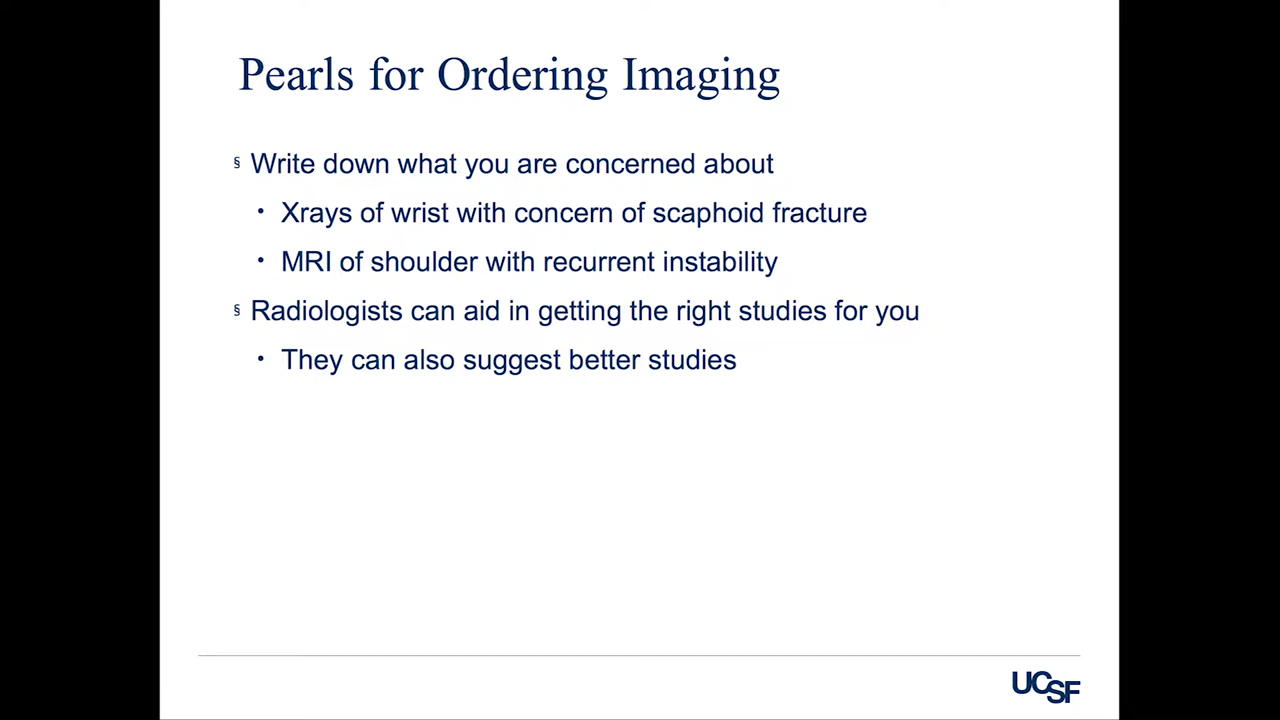 Pearls for Ordering Imaging
§ Write down what you are concerned about
• Xrays of wrist with concern of scaphoid fracture
• MRI of shoulder with recurrent instability
§ Radiologists can aid in getting the right studies for you
• They can also suggest better studies
UCSF